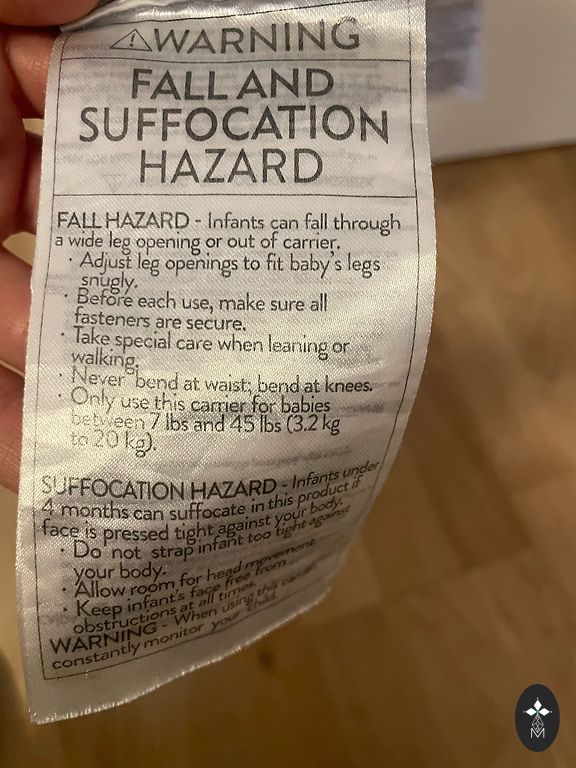 ⚠WARNING
FALL AND
SUFFOCATION
HAZARD
FALL HAZARD - Infants can fall through
a wide leg opening or out of carrier.
· Adjust leg openings to fit baby's legs
snugly.
· Before each use, make sure all
fasteners are secure.
· Take special care when leaning or
walking.
· Never bend at waist; bend at knees.
· Only use this carrier for babies
between 7 lbs and 45 lbs (3.2 kg
to 20 kg).
SUFFOCATION HAZARD - Infants under
4 months can suffocate in this product if
face is pressed tight against your body.
· Do not strap infant too tight against
your body.
· Allow room for head movement.
· Keep infant's face free from
obstructions at all times.
WARNING - When using this carrier,
constantly monitor your child.
M